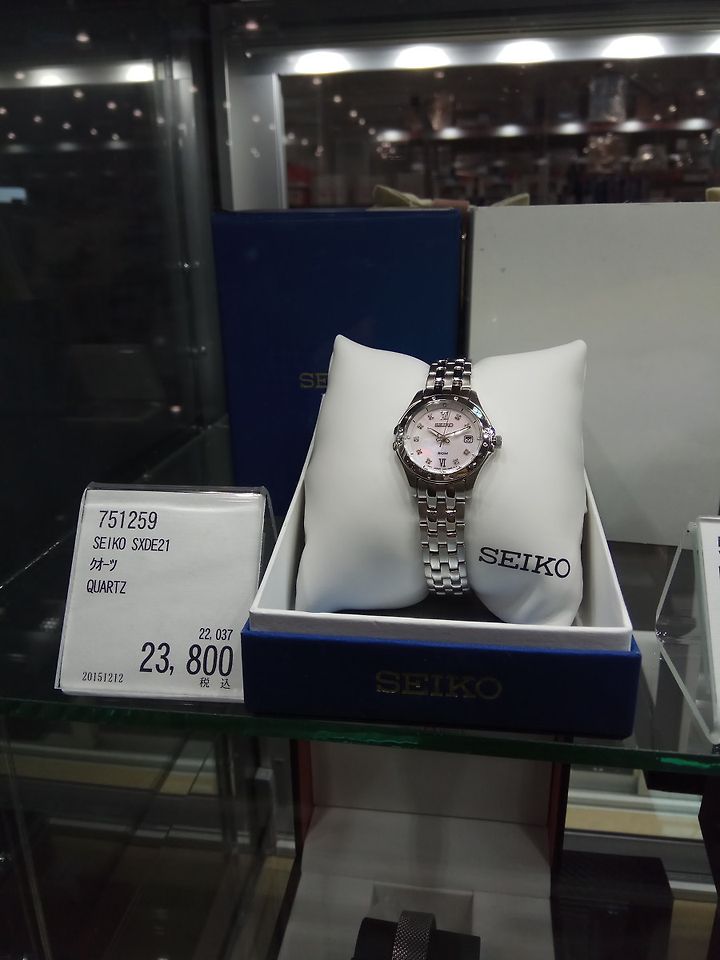 751259
SEIKO SXDE21
クオーツ
QUARTZ
22,037
23,800
20151212
税込
SEIKO
SEIKO
SEIKO